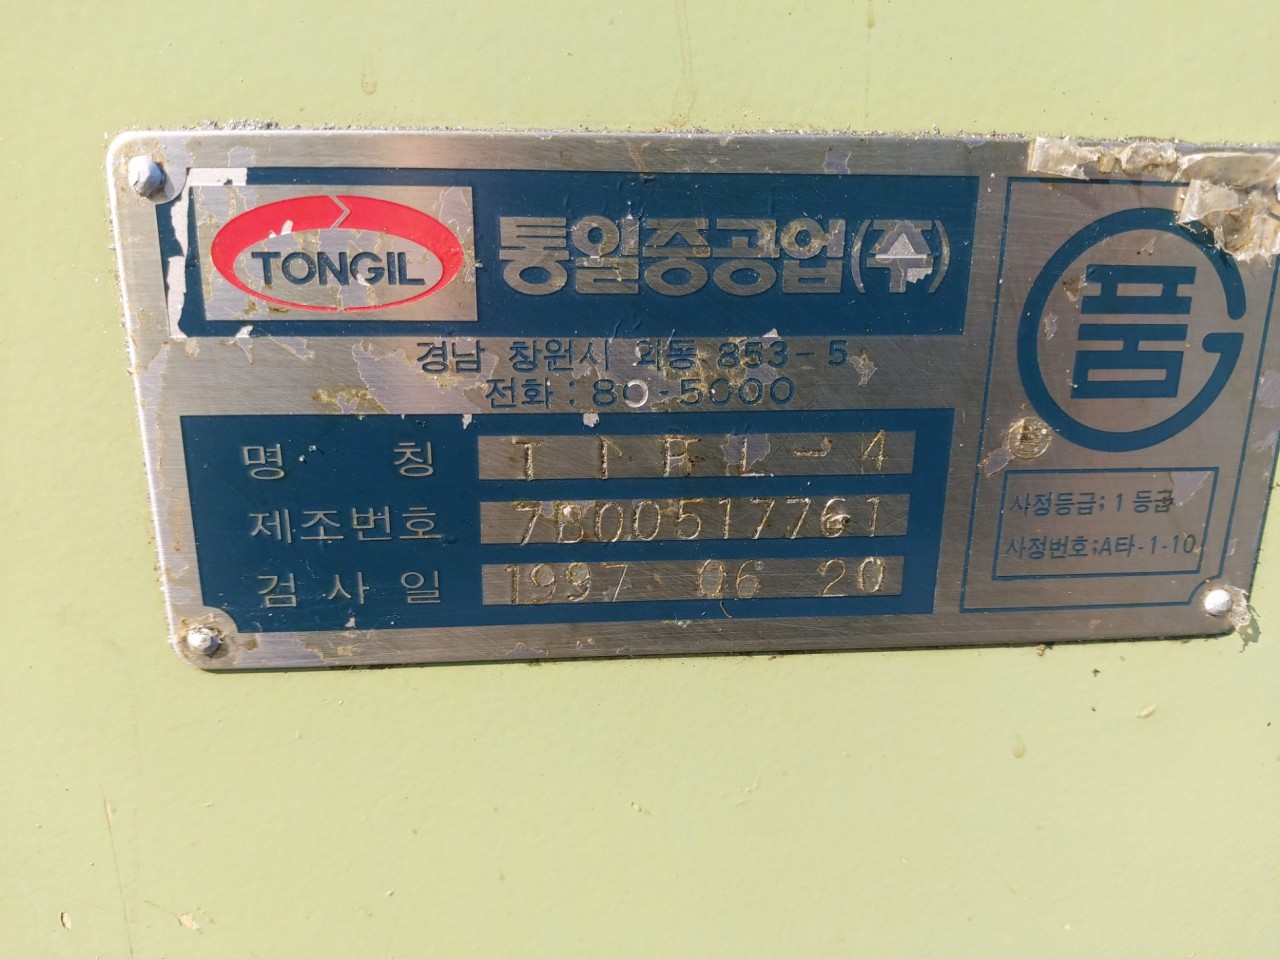 TONGIL
통일중공업(주)
경남 창원시 외동 853-5
전화 : 80-5000
명 칭 TIPL-4
제조번호 7B00517761
검사일 1997 06 20
품
사정등급; 1 등급
사정번호;A타-1-10